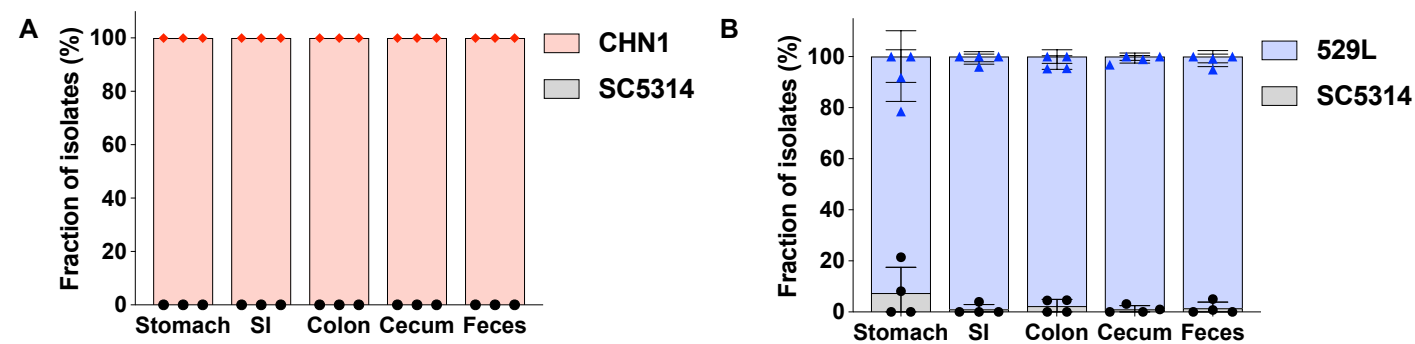 A
Fraction of isolates (%)
100
80
60
40
20
0
Stomach SI Colon Cecum Feces
CHN1
SC5314
B
Fraction of isolates (%)
100
80
60
40
20
0
Stomach SI Colon Cecum Feces
529L
SC5314